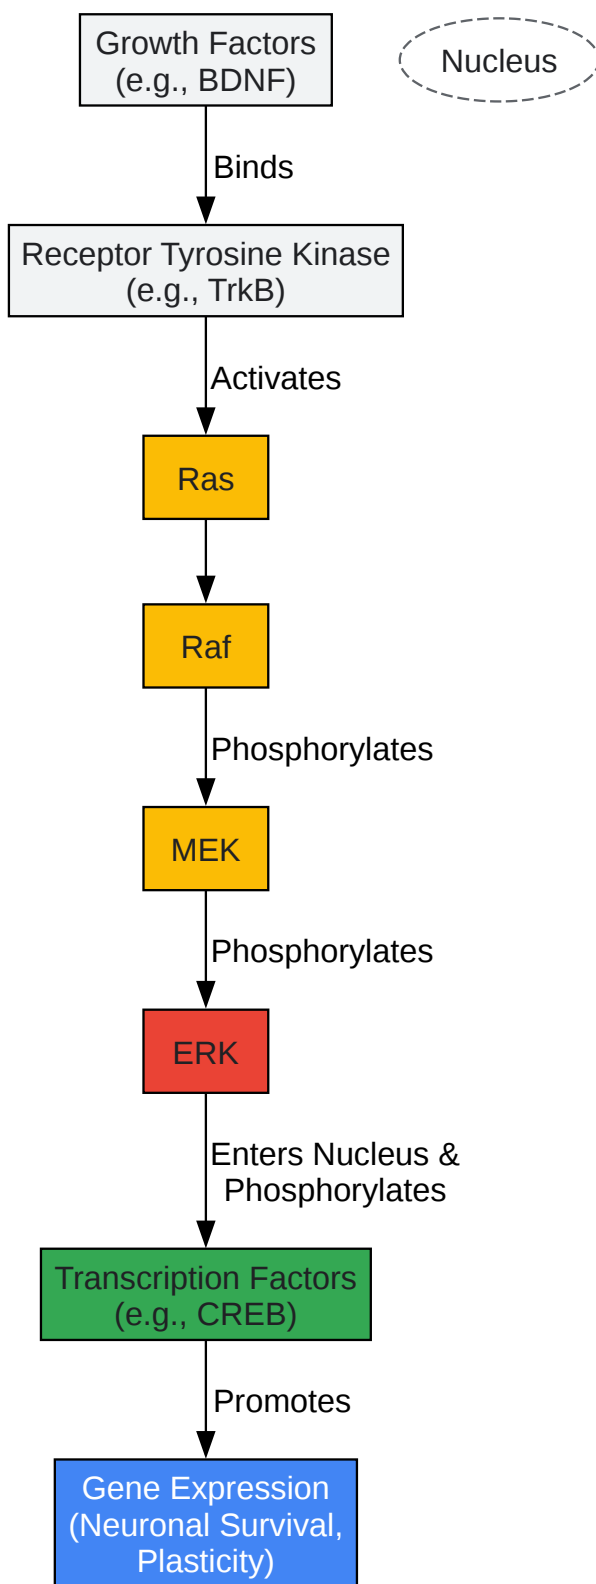 Growth Factors
(e.g., BDNF)
Nucleus
Binds
Receptor Tyrosine Kinase
(e.g., TrkB)
Activates
Ras
Raf
Phosphorylates
MEK
Phosphorylates
ERK
Enters Nucleus &
Phosphorylates
Transcription Factors
(e.g., CREB)
Promotes
Gene Expression
(Neuronal Survival,
Plasticity)